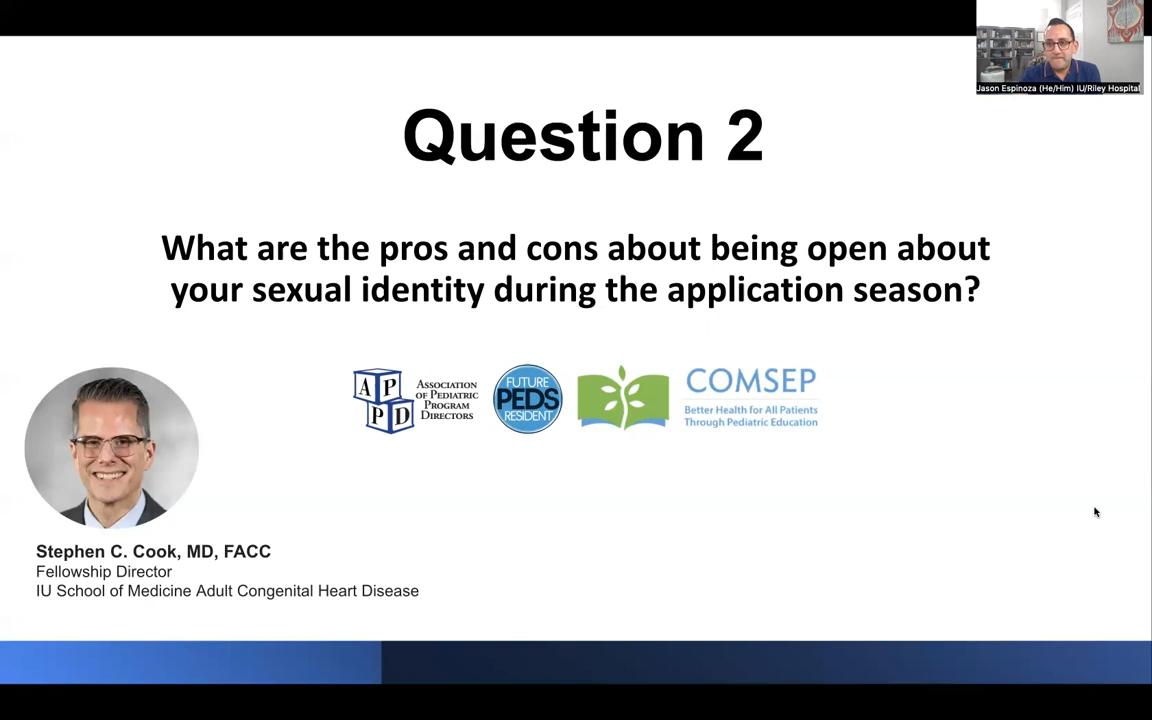 Jason Espinoza (He/Him) IU/Riley Hospital
Question 2
What are the pros and cons about being open about
your sexual identity during the application season?
A P
P D
ASSOCIATION
OF PEDIATRIC
PROGRAM
DIRECTORS
FUTURE
PEDS
RESIDENT
COMSEP
Better Health for All Patients
Through Pediatric Education
Stephen C. Cook, MD, FACC
Fellowship Director
IU School of Medicine Adult Congenital Heart Disease